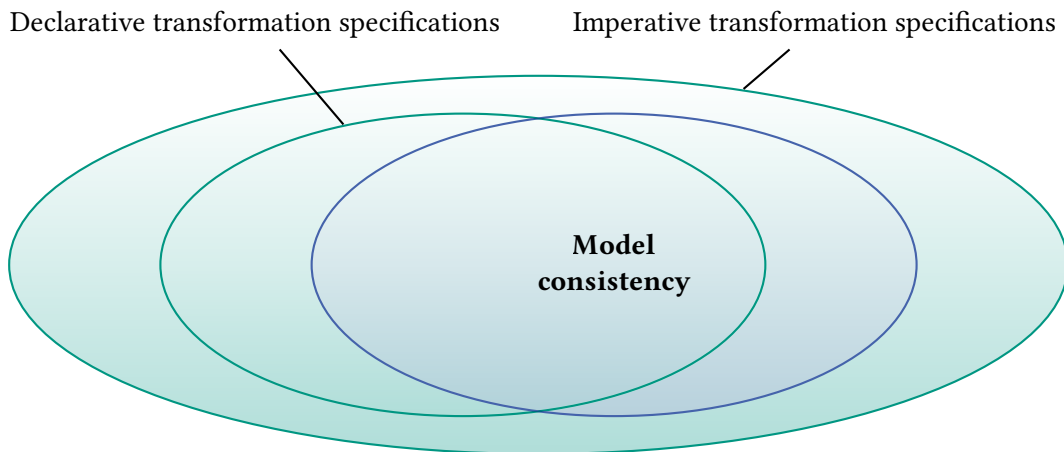 Declarative transformation specifications
Imperative transformation specifications
Model
consistency